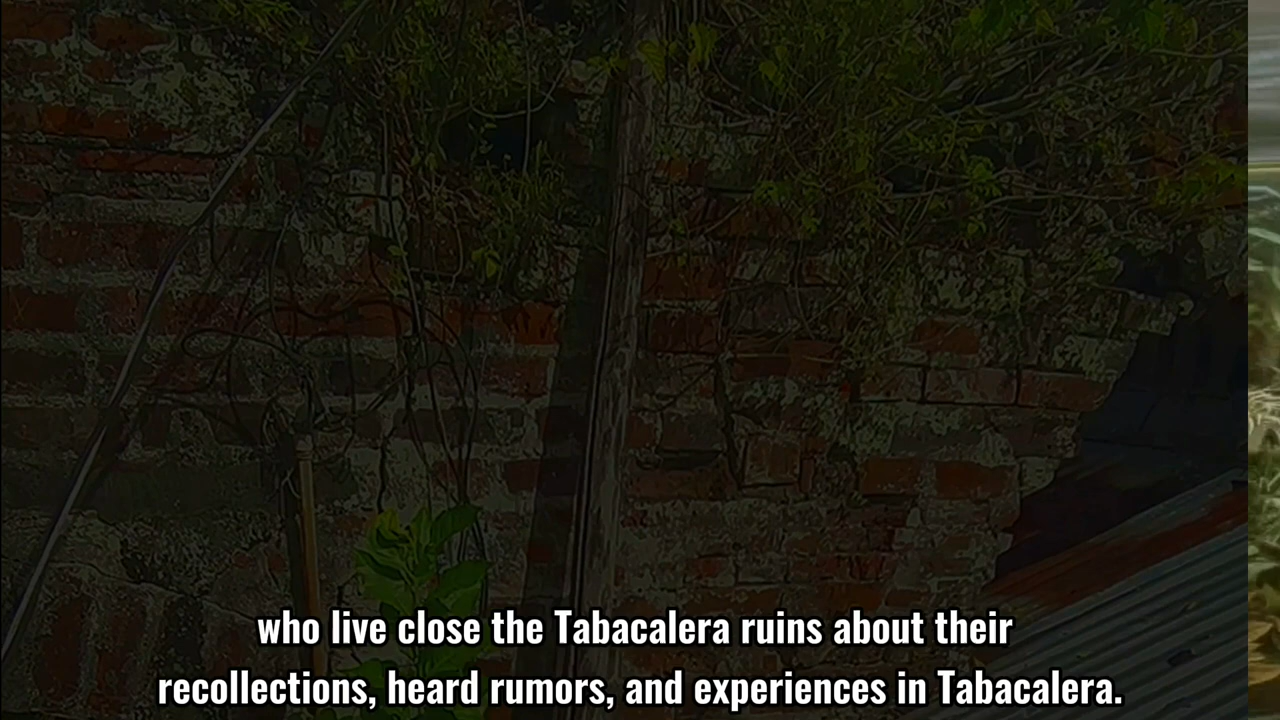 who live close the Tabacalera ruins about their
recollections, heard rumors, and experiences in Tabacalera.